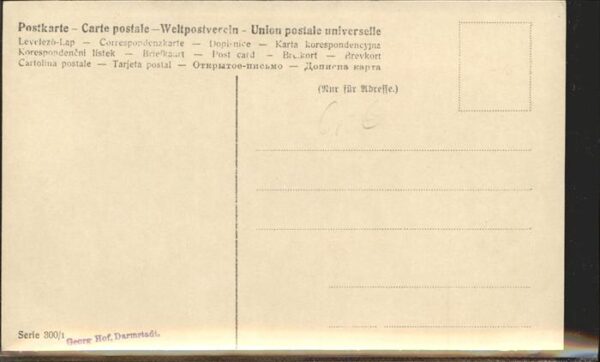 Postkarte - Carte postale - Weltpostverein - Union postale universelle
Levelező-Lap — Correspondenzkarte — Dopisnice — Karta korespondencyjna
Korespondenční lístek — Briefkaart — Post card — Brefkort — Brevkort
Cartolina postale — Tarjeta postal — Открытое-письмо — Дописна карта
(Nur für Adresse.)
Serie 300/1
Georg Hof, Darmstadt.